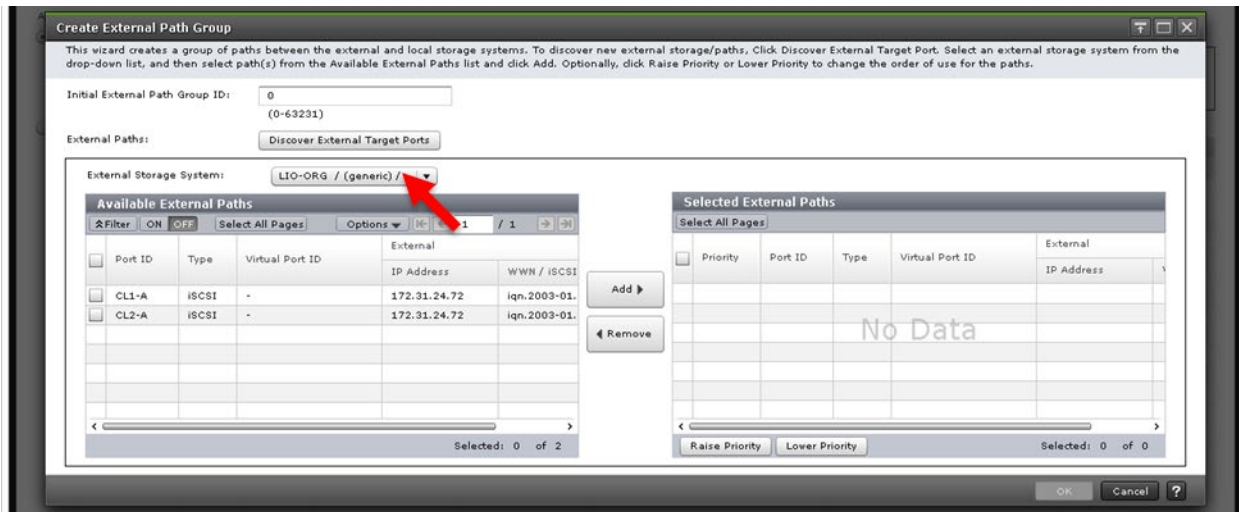 Create External Path Group
This wizard creates a group of paths between the external and local storage systems. To discover new external storage/paths, Click Discover External Target Port. Select an external storage system from the
drop-down list, and then select path(s) from the Available External Paths list and click Add. Optionally, click Raise Priority or Lower Priority to change the order of use for the paths.
Initial External Path Group ID: 0
(0-63231)
External Paths: Discover External Target Ports
External Storage System: LIO-ORG / (generic) /
Available External Paths
Filter ON OFF Select All Pages Options 1 / 1
External
Port ID Type Virtual Port ID
IP Address WWN / iSCSI
CL1-A iSCSI - 172.31.24.72 iqn.2003-01.
CL2-A iSCSI - 172.31.24.72 iqn.2003-01.
Selected: 0 of 2
Add
Remove
Selected External Paths
Select All Pages
External
Priority Port ID Type Virtual Port ID
IP Address
No Data
Raise Priority Lower Priority Selected: 0 of 0
OK Cancel ?